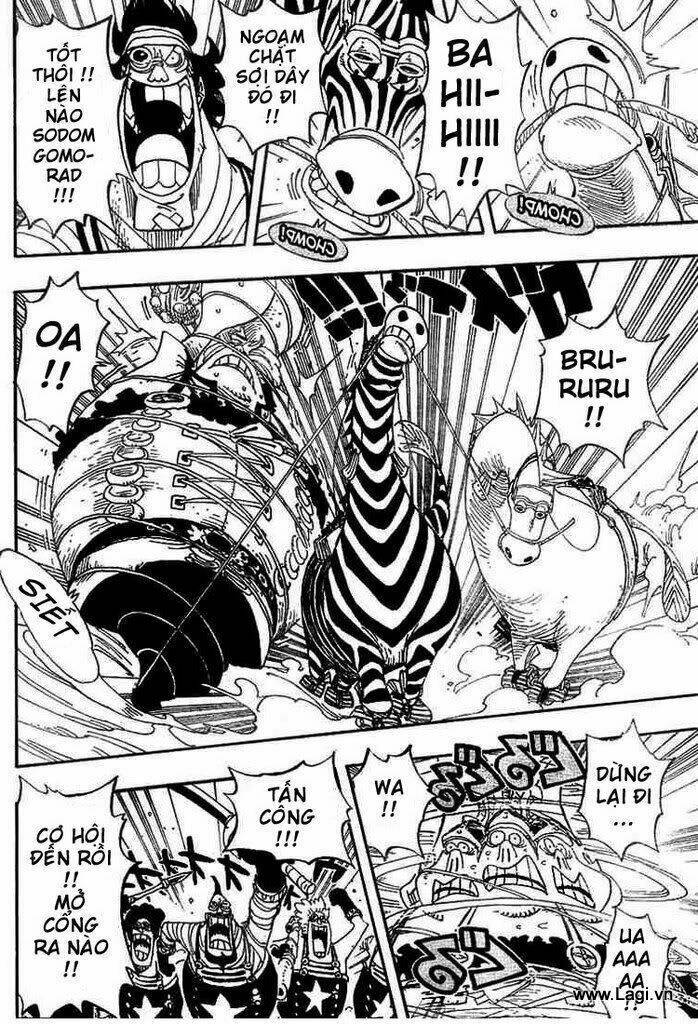 BA
HII-
HIIII
!!
CHOMP!
NGOẠM
CHẶT
SỢI DÂY
ĐÓ ĐI
!!
CHOMP!
TỐT
THÔI !!
LÊN
NÀO
SODOM
GOMO-
RAD
!!!
BRU-
RURU
!!
OA
!!
SIẾT
DỪNG
LẠI ĐI
...
WA
!!
UA
AAA
AA
!!
TẤN
CÔNG
!!!
CƠ HỘI
ĐẾN RỒI
!!
MỞ
CỔNG
RA NÀO
!!
www.Lagi.vn